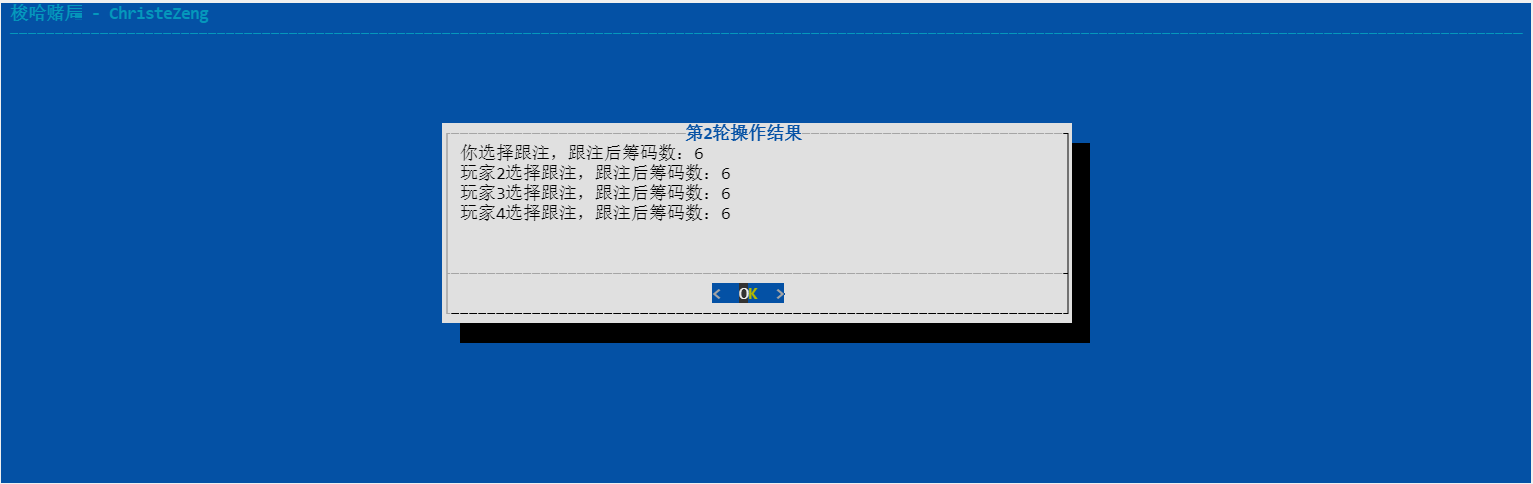 梭哈赌后 - ChristeZeng
第2轮操作结果
你选择跟注，跟注后筹码数：6
玩家2选择跟注，跟注后筹码数：6
玩家3选择跟注，跟注后筹码数：6
玩家4选择跟注，跟注后筹码数：6
< OK >